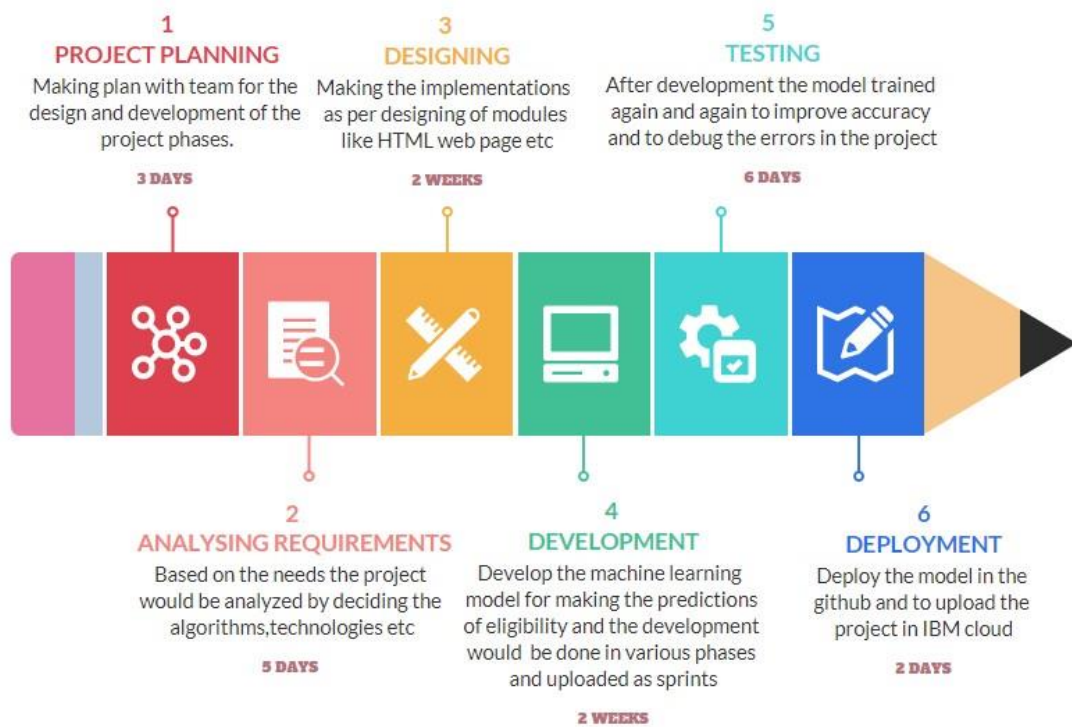 1
PROJECT PLANNING
Making plan with team for the
design and development of the
project phases.
3 DAYS
2
ANALYSING REQUIREMENTS
Based on the needs the project
would be analyzed by deciding the
algorithms,technologies etc
5 DAYS
3
DESIGNING
Making the implementations
as per designing of modules
like HTML web page etc
2 WEEKS
4
DEVELOPMENT
Develop the machine learning
model for making the predictions
of eligibility and the development
would be done in various phases
and uploaded as sprints
2 WEEKS
5
TESTING
After development the model trained
again and again to improve accuracy
and to debug the errors in the project
6 DAYS
6
DEPLOYMENT
Deploy the model in the
github and to upload the
project in IBM cloud
2 DAYS